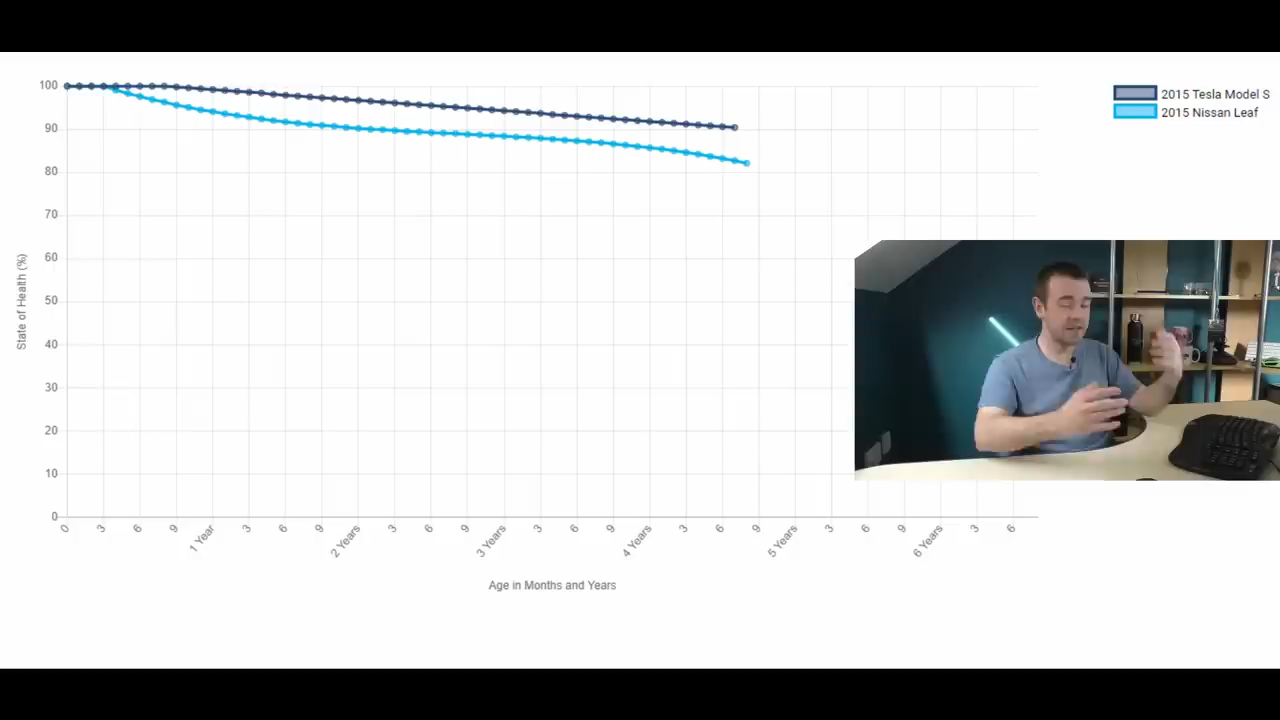 2015 Tesla Model S
2015 Nissan Leaf
State of Health (%)
100
90
80
70
60
50
40
30
20
10
0
0 3 6 9 1 Year 3 6 9 2 Years 3 6 9 3 Years 3 6 9 4 Years 3 6 9 5 Years 3 6 9 6 Years 3 6
Age in Months and Years